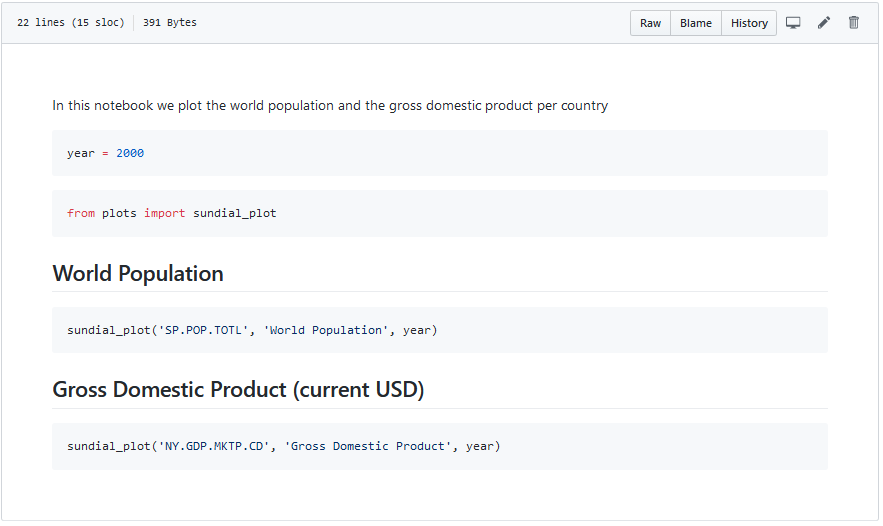 22 lines (15 sloc) 391 Bytes Raw Blame History
In this notebook we plot the world population and the gross domestic product per country
year = 2000
from plots import sundial_plot
World Population
sundial_plot('SP.POP.TOTL', 'World Population', year)
Gross Domestic Product (current USD)
sundial_plot('NY.GDP.MKTP.CD', 'Gross Domestic Product', year)